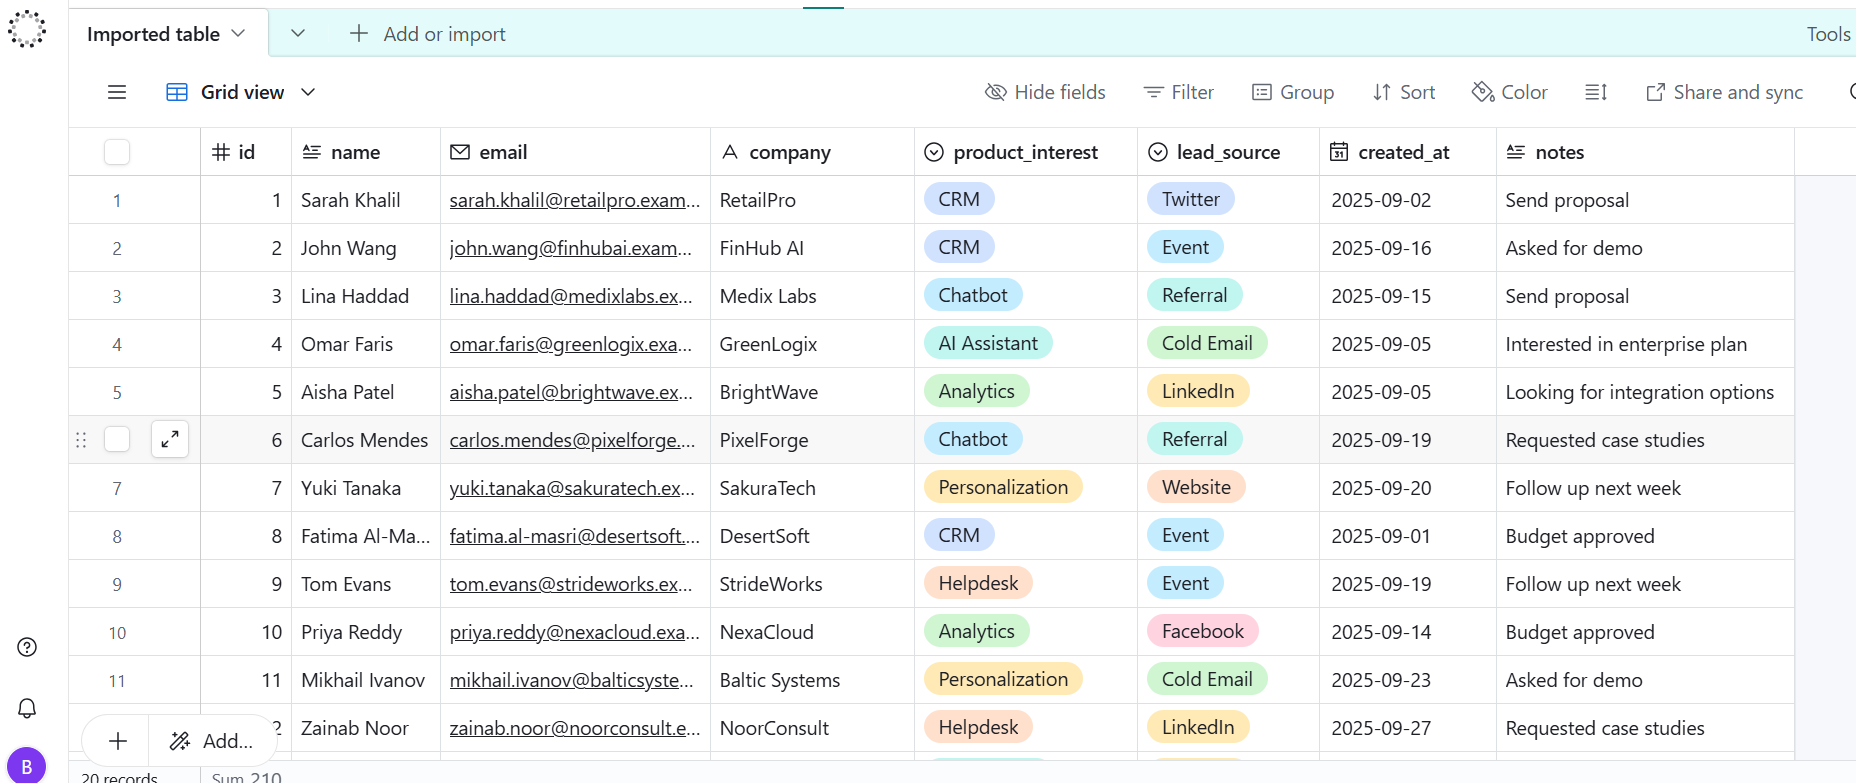 Imported table Add or import Tools
Grid view Hide fields Filter Group Sort Color Share and sync
id name email company product_interest lead_source created_at notes
1 1 Sarah Khalil sarah.khalil@retailpro.exam... RetailPro CRM Twitter 2025-09-02 Send proposal
2 2 John Wang john.wang@finhubai.exam... FinHub AI CRM Event 2025-09-16 Asked for demo
3 3 Lina Haddad lina.haddad@medixlabs.ex... Medix Labs Chatbot Referral 2025-09-15 Send proposal
4 4 Omar Faris omar.faris@greenlogix.exa... GreenLogix AI Assistant Cold Email 2025-09-05 Interested in enterprise plan
5 5 Aisha Patel aisha.patel@brightwave.ex... BrightWave Analytics LinkedIn 2025-09-05 Looking for integration options
6 Carlos Mendes carlos.mendes@pixelforge.... PixelForge Chatbot Referral 2025-09-19 Requested case studies
7 7 Yuki Tanaka yuki.tanaka@sakuratech.ex... SakuraTech Personalization Website 2025-09-20 Follow up next week
8 8 Fatima Al-Ma... fatima.al-masri@desertsoft.... DesertSoft CRM Event 2025-09-01 Budget approved
9 9 Tom Evans tom.evans@strideworks.ex... StrideWorks Helpdesk Event 2025-09-19 Follow up next week
10 10 Priya Reddy priya.reddy@nexacloud.exa... NexaCloud Analytics Facebook 2025-09-14 Budget approved
11 11 Mikhail Ivanov mikhail.ivanov@balticsyste... Baltic Systems Personalization Cold Email 2025-09-23 Asked for demo
2 Zainab Noor zainab.noor@noorconsult.e... NoorConsult Helpdesk LinkedIn 2025-09-27 Requested case studies
Add...
B 20 records Sum 210